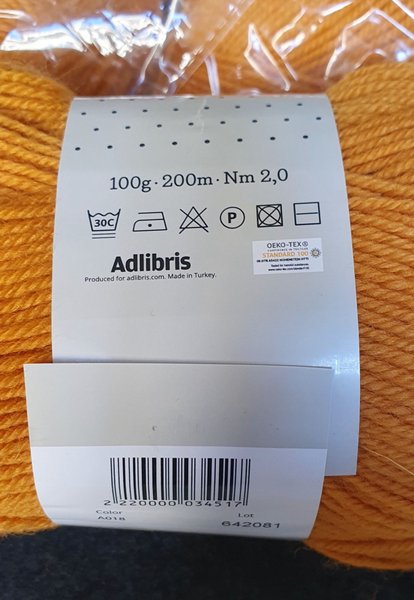 100g · 200m · Nm 2,0
30C P
OEKO-TEX®
STANDARD 100
Adlibris
Produced for adlibris.com. Made in Turkey.
2 220000 034517
Color Lot
A018 642081